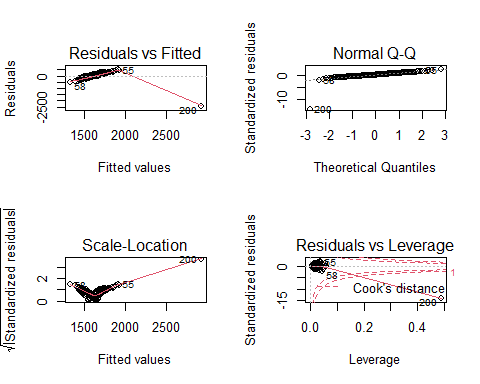 Residuals vs Fitted
Residuals
0
-2500
58
55
200
1500 2000 2500
Fitted values
Normal Q-Q
Standardized residuals
0
-10
200
58
55
-3 -2 -1 0 1 2 3
Theoretical Quantiles
Scale-Location
√|Standardized residuals|
2
0
58
55
200
1500 2000 2500
Fitted values
Residuals vs Leverage
Standardized residuals
0
-15
55
58
200
Cook's distance
1
0.0 0.2 0.4
Leverage